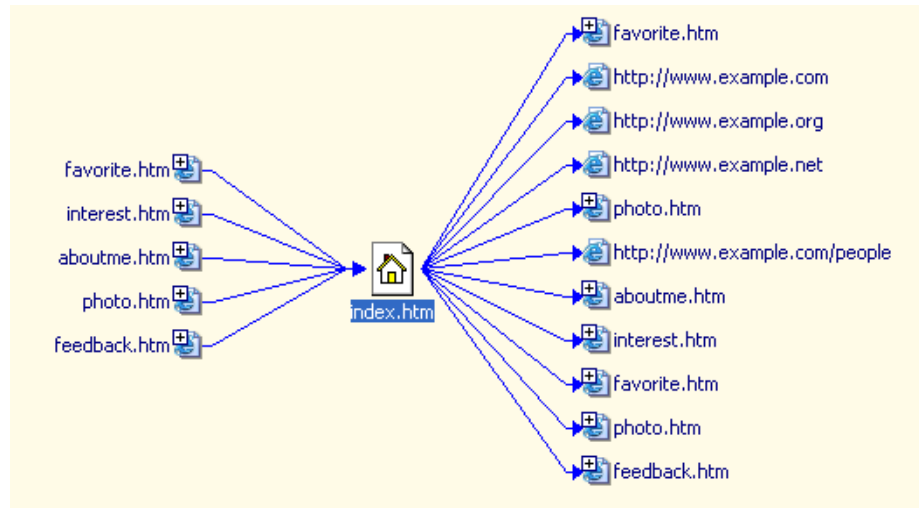 favorite.htm
interest.htm
aboutme.htm
photo.htm
feedback.htm
index.htm
favorite.htm
http://www.example.com
http://www.example.org
http://www.example.net
photo.htm
http://www.example.com/people
aboutme.htm
interest.htm
favorite.htm
photo.htm
feedback.htm